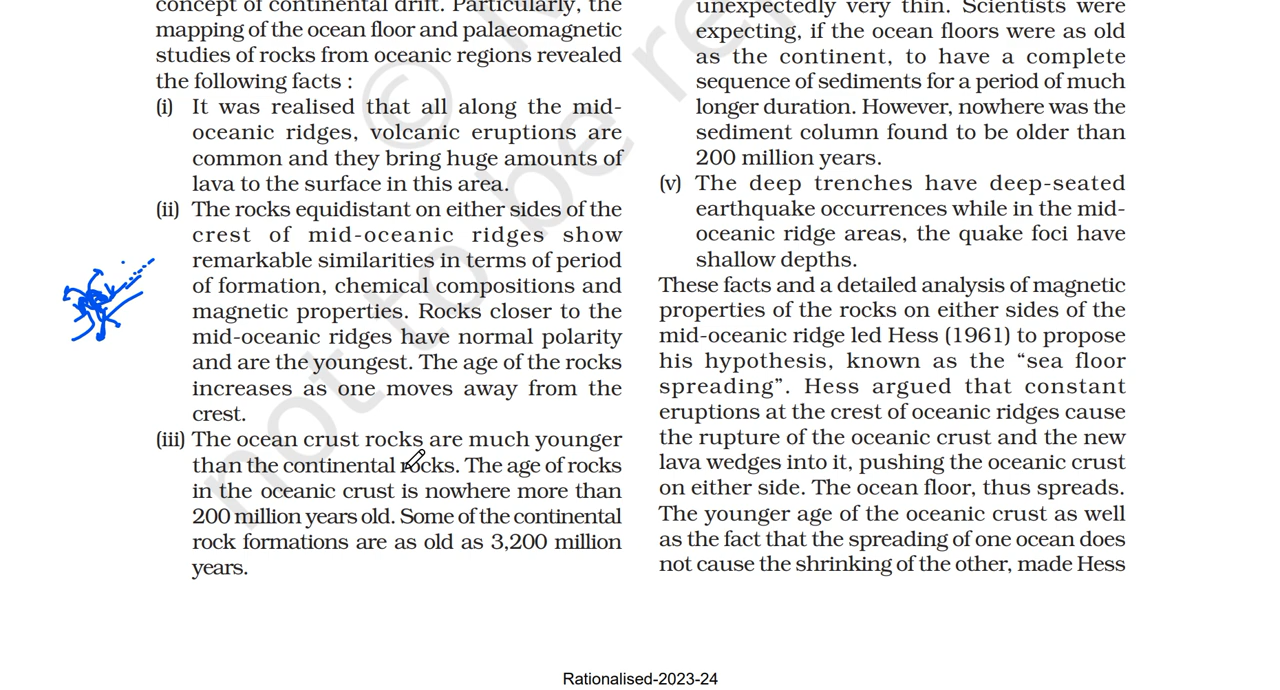 concept of continental drift. Particularly, the
mapping of the ocean floor and palaeomagnetic
studies of rocks from oceanic regions revealed
the following facts :
(i) It was realised that all along the mid-
oceanic ridges, volcanic eruptions are
common and they bring huge amounts of
lava to the surface in this area.
(ii) The rocks equidistant on either sides of the
crest of mid-oceanic ridges show
remarkable similarities in terms of period
of formation, chemical compositions and
magnetic properties. Rocks closer to the
mid-oceanic ridges have normal polarity
and are the youngest. The age of the rocks
increases as one moves away from the
crest.
(iii) The ocean crust rocks are much younger
than the continental rocks. The age of rocks
in the oceanic crust is nowhere more than
200 million years old. Some of the continental
rock formations are as old as 3,200 million
years.
unexpectedly very thin. Scientists were
expecting, if the ocean floors were as old
as the continent, to have a complete
sequence of sediments for a period of much
longer duration. However, nowhere was the
sediment column found to be older than
200 million years.
(v) The deep trenches have deep-seated
earthquake occurrences while in the mid-
oceanic ridge areas, the quake foci have
shallow depths.
These facts and a detailed analysis of magnetic
properties of the rocks on either sides of the
mid-oceanic ridge led Hess (1961) to propose
his hypothesis, known as the “sea floor
spreading”. Hess argued that constant
eruptions at the crest of oceanic ridges cause
the rupture of the oceanic crust and the new
lava wedges into it, pushing the oceanic crust
on either side. The ocean floor, thus spreads.
The younger age of the oceanic crust as well
as the fact that the spreading of one ocean does
not cause the shrinking of the other, made Hess
not to be re
©
Rationalised-2023-24